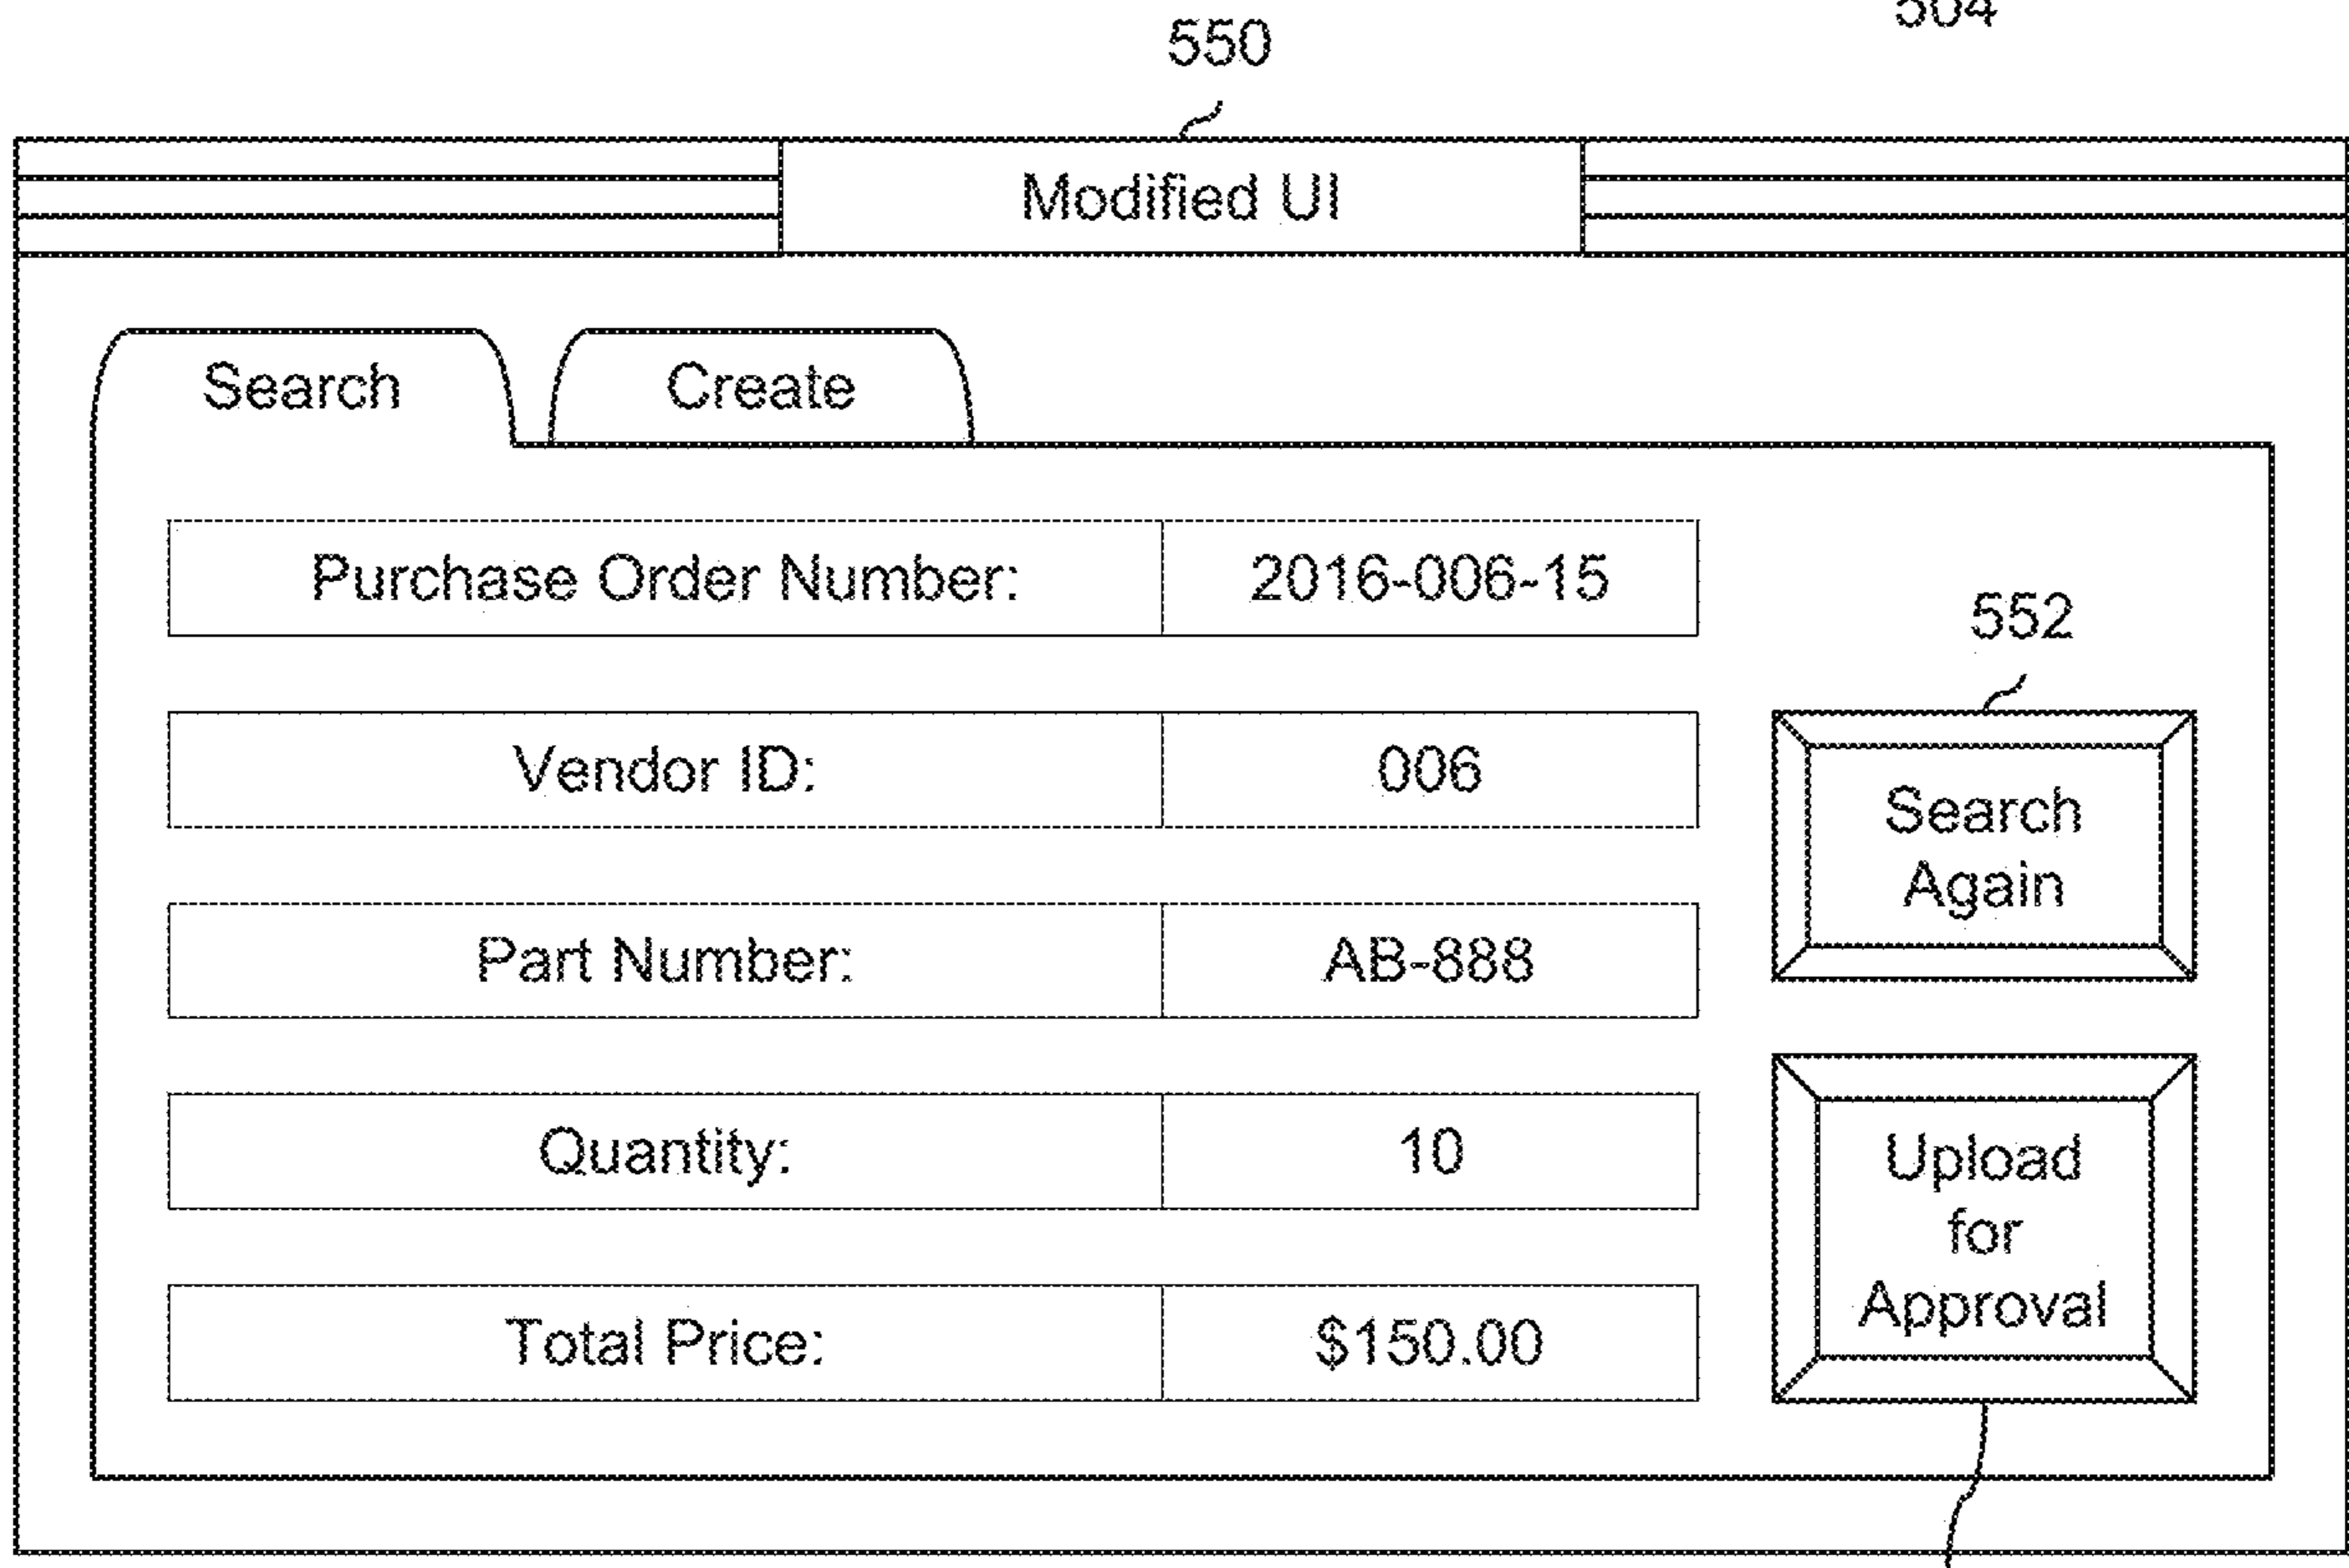 504
550
Modified UI
Search Create
Purchase Order Number: 2016-006-15
552
Vendor ID: 006
Search
Again
Part Number: AB-888
Quantity: 10
Upload
for
Approval
Total Price: $150.00